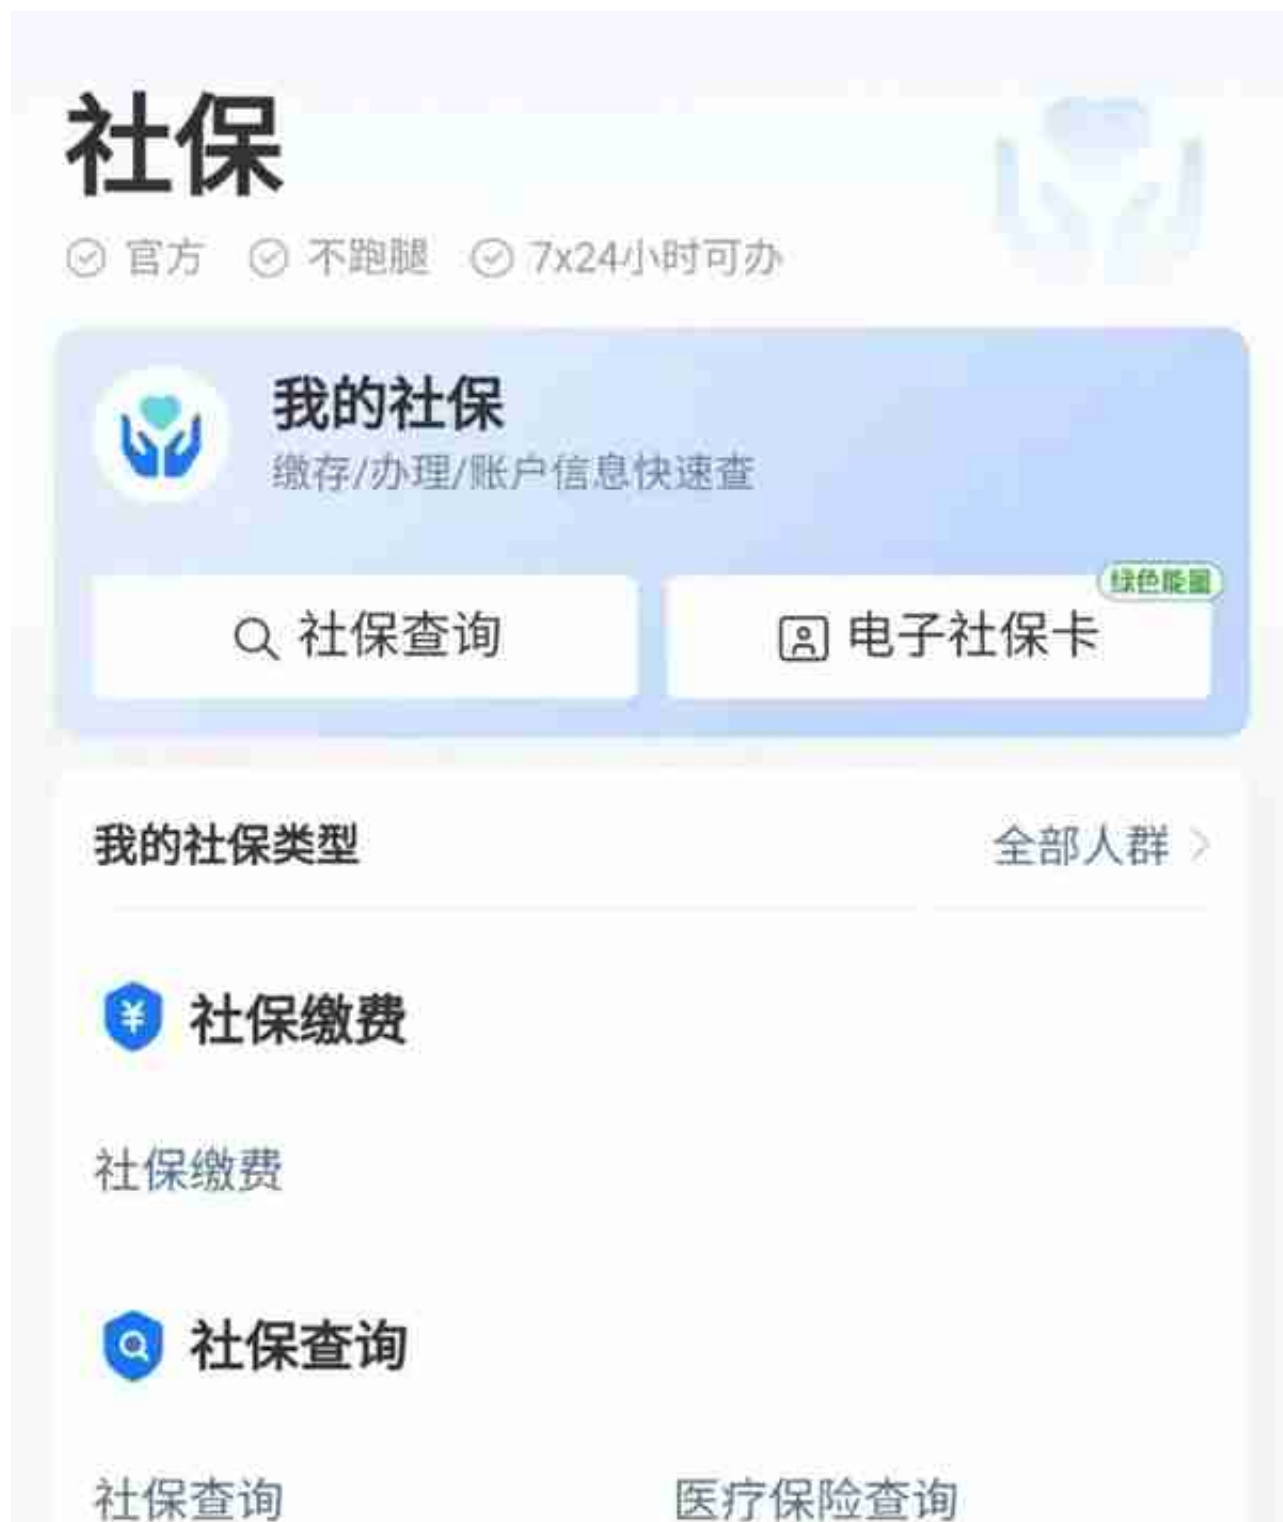 社保
官方 不跑腿 7x24小时可办
我的社保
缴存/办理/账户信息快速查
绿色能量
社保查询 电子社保卡
我的社保类型 全部人群
¥ 社保缴费
社保缴费
社保查询
社保查询 医疗保险查询